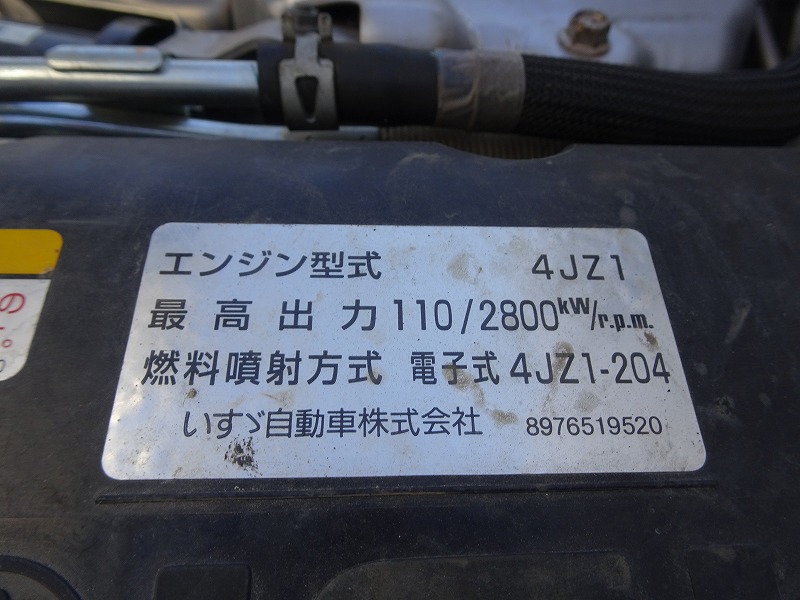 エンジン型式 4JZ1
最高出力 110/2800kW/r.p.m.
燃料噴射方式 電子式 4JZ1-204
いすゞ自動車株式会社 8976519520
の
。